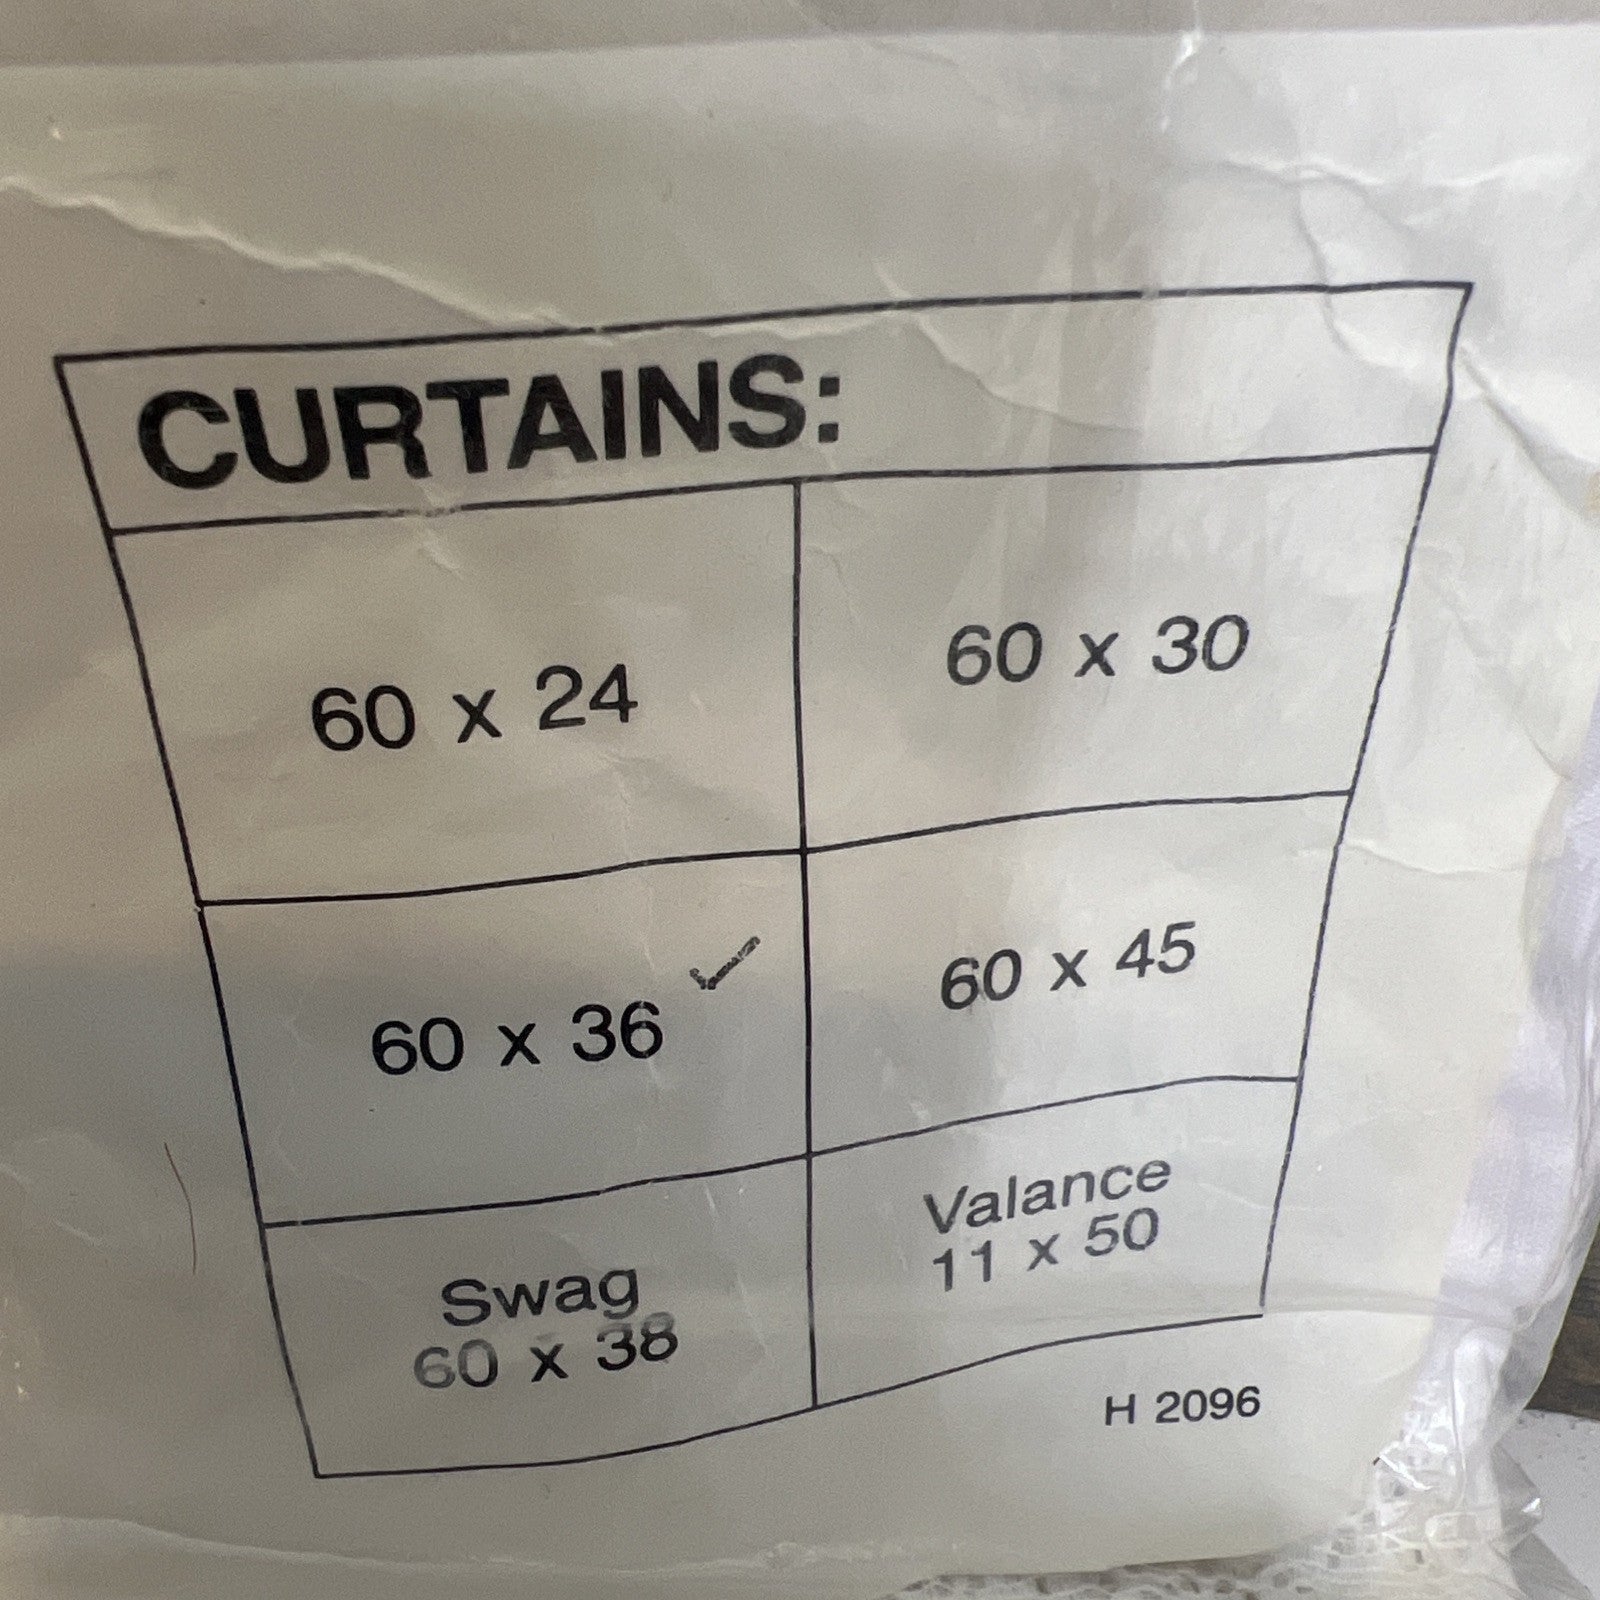 CURTAINS:
60 x 24
60 x 30
60 x 36 ✓
60 x 45
Swag
60 x 38
Valance
11 x 50
H 2096